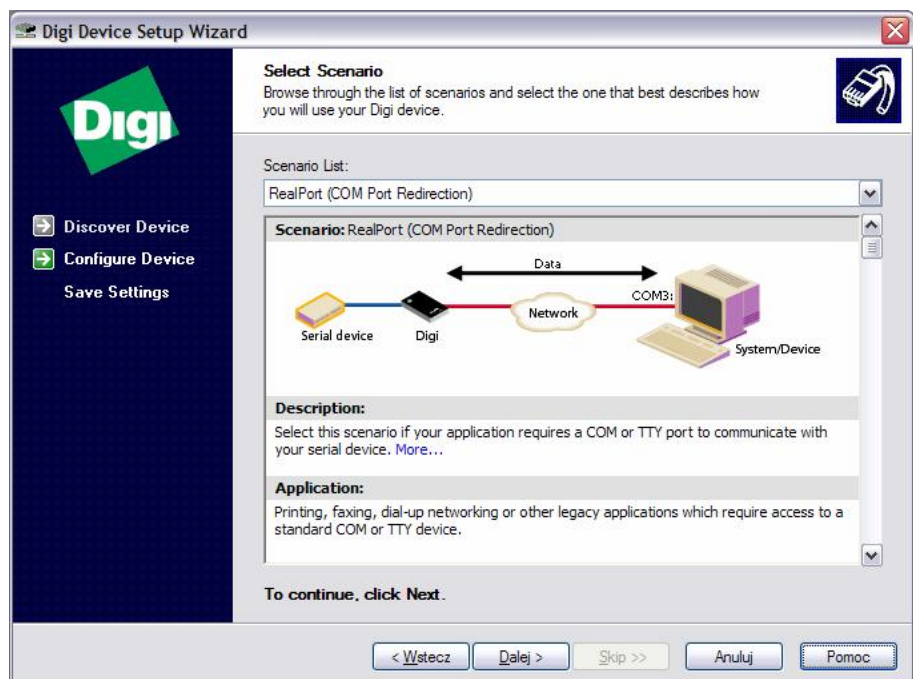 Digi Device Setup Wizard
Digi
Discover Device
Configure Device
Save Settings
Select Scenario
Browse through the list of scenarios and select the one that best describes how
you will use your Digi device.
Scenario List:
RealPort (COM Port Redirection)
Scenario: RealPort (COM Port Redirection)
Data
COM3:
Network
Serial device
Digi
System/Device
Description:
Select this scenario if your application requires a COM or TTY port to communicate with
your serial device. More...
Application:
Printing, faxing, dial-up networking or other legacy applications which require access to a
standard COM or TTY device.
To continue, click Next.
< Wstecz
Dalej >
Skip >>
Anuluj
Pomoc